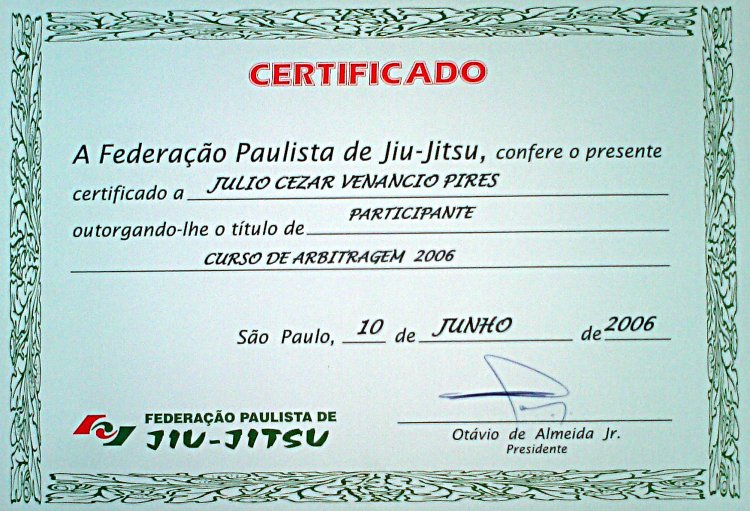 CERTIFICADO
A Federação Paulista de Jiu-Jitsu, confere o presente
certificado a JULIO CEZAR VENANCIO PIRES
outorgando-lhe o título de PARTICIPANTE
CURSO DE ARBITRAGEM 2006
São Paulo, 10 de JUNHO de 2006
FEDERAÇÃO PAULISTA DE
JIU-JITSU
Otávio de Almeida Jr.
Presidente